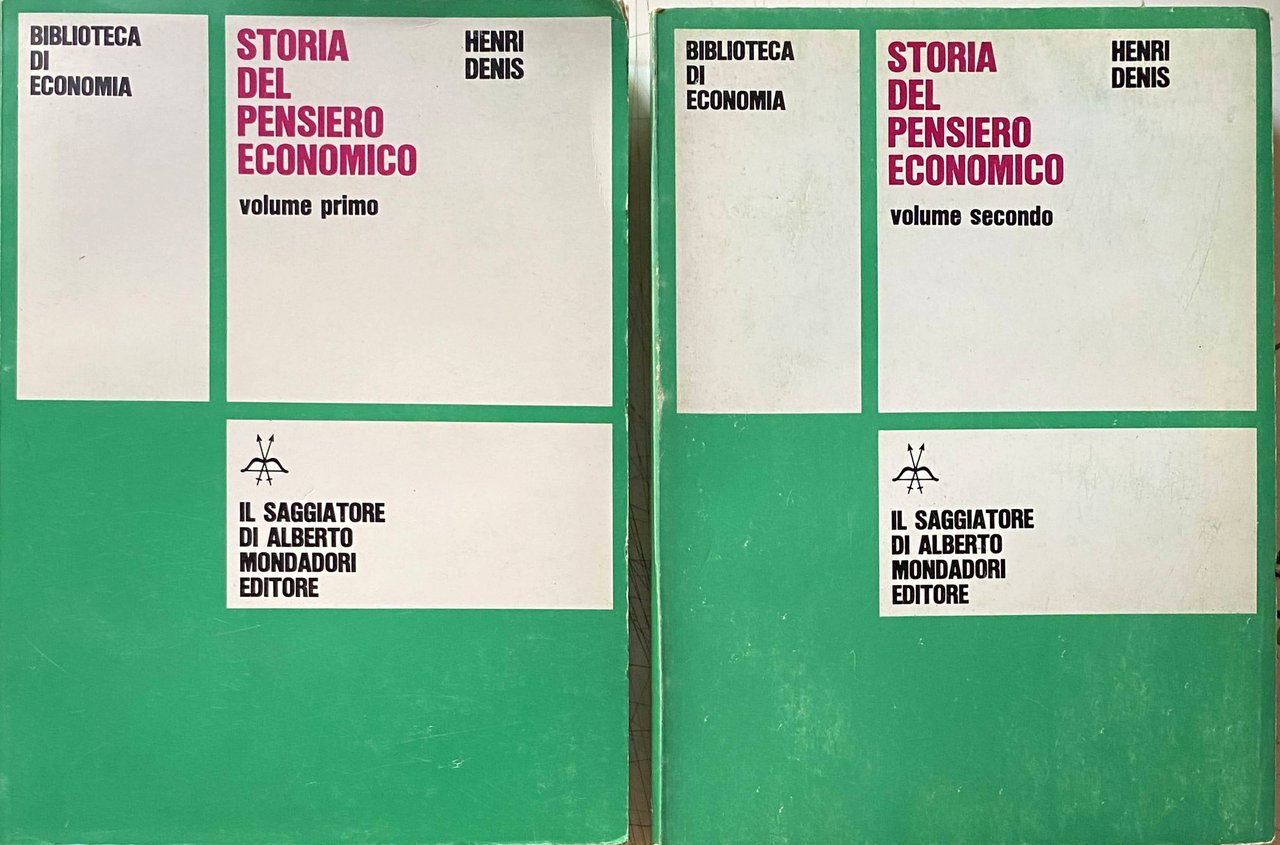 BIBLIOTECA
DI
ECONOMIA
STORIA
DEL
PENSIERO
ECONOMICO
volume primo
HENRI
DENIS
IL SAGGIATORE
DI ALBERTO
MONDADORI
EDITORE
BIBLIOTECA
DI
ECONOMIA
STORIA
DEL
PENSIERO
ECONOMICO
volume secondo
HENRI
DENIS
IL SAGGIATORE
DI ALBERTO
MONDADORI
EDITORE